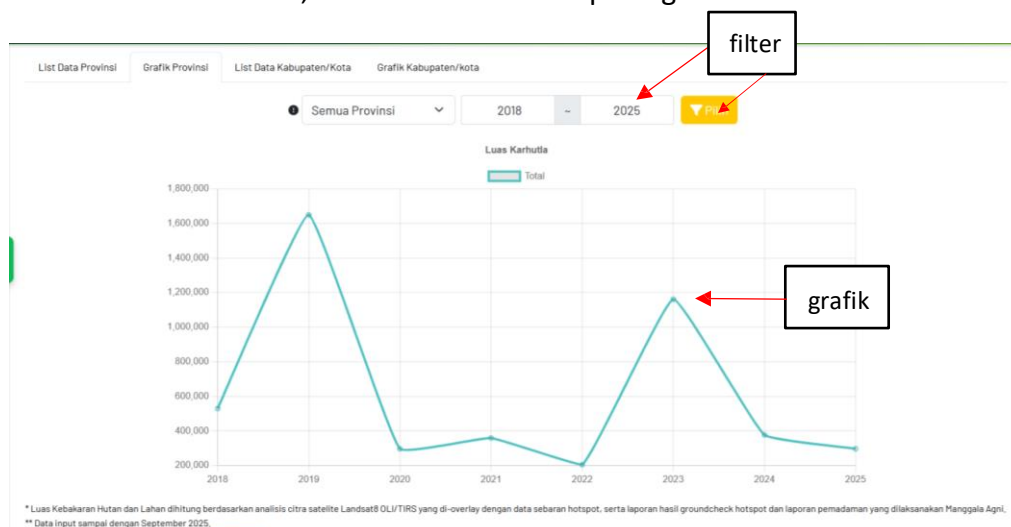 filter
List Data Provinsi Grafik Provinsi List Data Kabupaten/Kota Grafik Kabupaten/kota
Semua Provinsi 2018 ~ 2025
Luas Karhutla
Total
1,800,000
1,600,000
1,400,000
1,200,000
1,000,000
800,000
600,000
400,000
200,000
grafik
2018 2019 2020 2021 2022 2023 2024 2025
* Luas Kebakaran Hutan dan Lahan dihitung berdasarkan analisis citra satelite Landsat8 OLI/TIRS yang di-overlay dengan data sebaran hotspot, serta laporan hasil groundcheck hotspot dan laporan pemadaman yang dilaksanakan Manggala Agni,
** Data input sampai dengan September 2025.